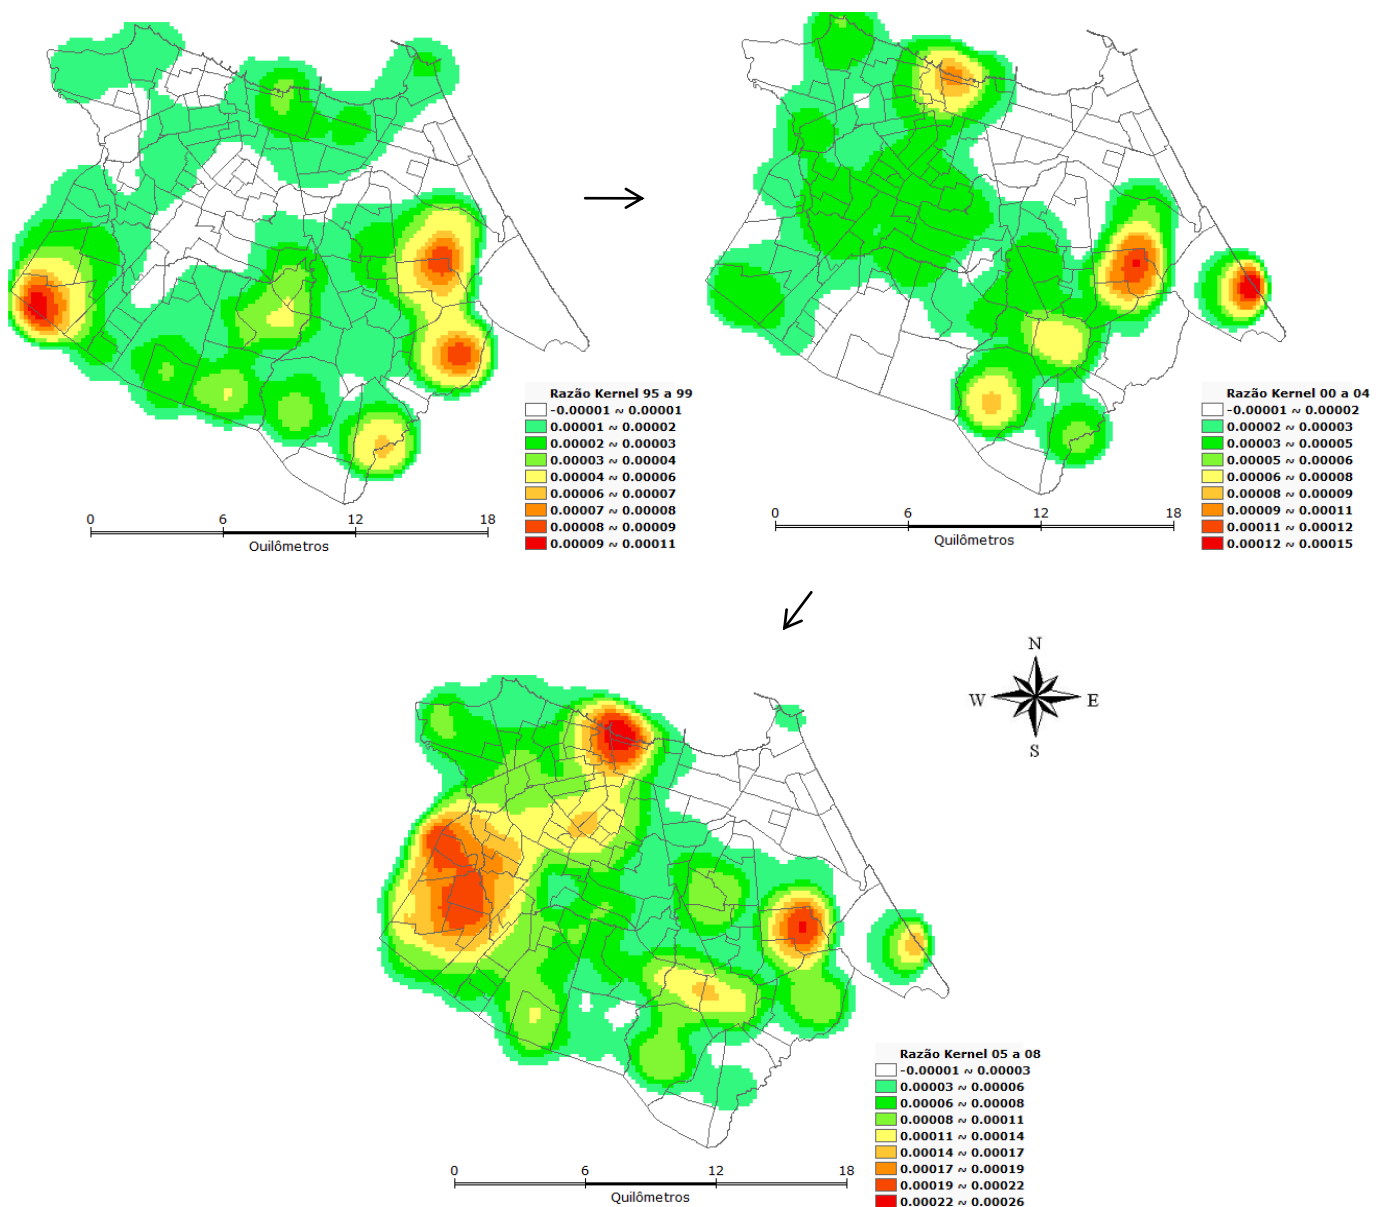 Razão Kernel 95 a 99
-0.00001 ~ 0.00001
0.00001 ~ 0.00002
0.00002 ~ 0.00003
0.00003 ~ 0.00004
0.00004 ~ 0.00006
0.00006 ~ 0.00007
0.00007 ~ 0.00008
0.00008 ~ 0.00009
0.00009 ~ 0.00011
0 6 12 18
Ouilômetros
Razão Kernel 00 a 04
-0.00001 ~ 0.00002
0.00002 ~ 0.00003
0.00003 ~ 0.00005
0.00005 ~ 0.00006
0.00006 ~ 0.00008
0.00008 ~ 0.00009
0.00009 ~ 0.00011
0.00011 ~ 0.00012
0.00012 ~ 0.00015
0 6 12 18
Quilômetros
N
W E
S
Razão Kernel 05 a 08
-0.00001 ~ 0.00003
0.00003 ~ 0.00006
0.00006 ~ 0.00008
0.00008 ~ 0.00011
0.00011 ~ 0.00014
0.00014 ~ 0.00017
0.00017 ~ 0.00019
0.00019 ~ 0.00022
0.00022 ~ 0.00026
0 6 12 18
Quilômetros